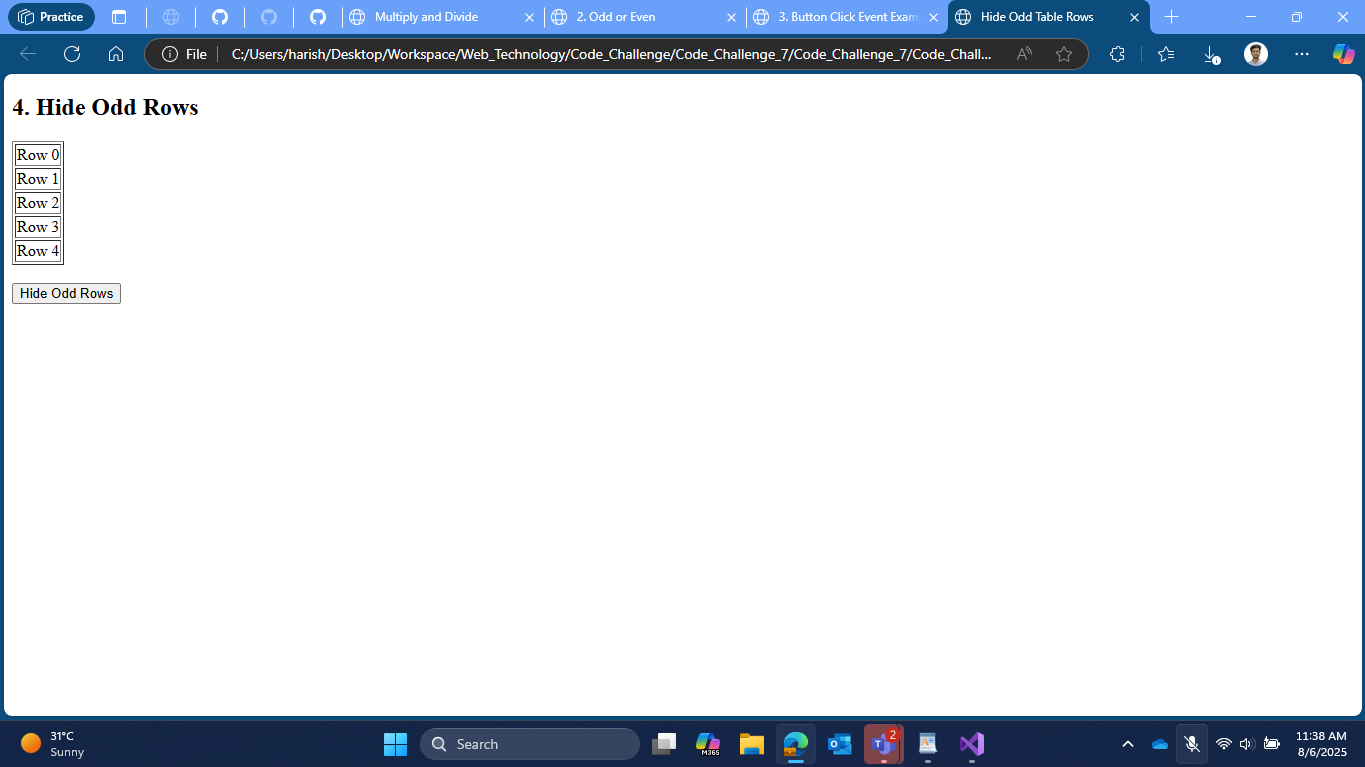 Practice
Multiply and Divide
2. Odd or Even
3. Button Click Event Exam
Hide Odd Table Rows
File
C:/Users/harish/Desktop/Workspace/Web_Technology/Code_Challenge/Code_Challenge_7/Code_Challenge_7/Code_Chall...
4. Hide Odd Rows
Row 0
Row 1
Row 2
Row 3
Row 4
Hide Odd Rows
31°C
Sunny
Search
M365
2
11:38 AM
8/6/2025